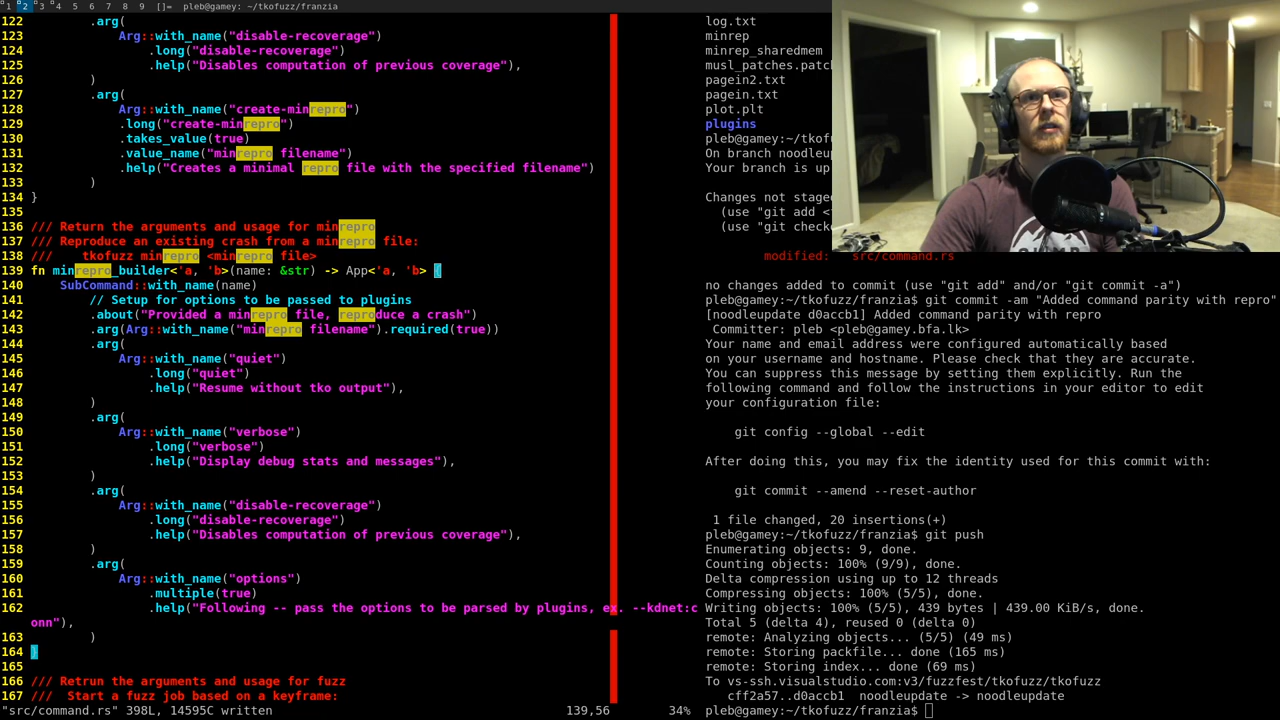 1 2 3 4 5 6 7 8 9 []= pleb@gamey: ~/tkofuzz/franzia
122         .arg(
123             Arg::with_name("disable-recoverage")
124                 .long("disable-recoverage")
125                 .help("Disables computation of previous coverage"),
126         )
127         .arg(
128             Arg::with_name("create-minrepro")
129             .long("create-minrepro")
130             .takes_value(true)
131             .value_name("minrepro filename")
132             .help("Creates a minimal repro file with the specified filename")
133         )
134 }
135
136 /// Return the arguments and usage for minrepro
137 /// Reproduce an existing crash from a minrepro file:
138 ///    tkofuzz minrepro <minrepro file>
139 fn minrepro_builder<'a, 'b>(name: &str) -> App<'a, 'b> {
140     SubCommand::with_name(name)
141         // Setup for options to be passed to plugins
142         .about("Provided a minrepro file, reproduce a crash")
143         .arg(Arg::with_name("minrepro filename").required(true))
144         .arg(
145             Arg::with_name("quiet")
146                 .long("quiet")
147                 .help("Resume without tko output"),
148         )
149         .arg(
150             Arg::with_name("verbose")
151                 .long("verbose")
152                 .help("Display debug stats and messages"),
153         )
154         .arg(
155             Arg::with_name("disable-recoverage")
156                 .long("disable-recoverage")
157                 .help("Disables computation of previous coverage"),
158         )
159         .arg(
160             Arg::with_name("options")
161                 .multiple(true)
162                 .help("Following -- pass the options to be parsed by plugins, ex. --kdnet:c
onn"),
163         )
164 }
165
166 /// Retrun the arguments and usage for fuzz
167 ///  Start a fuzz job based on a keyframe:
"src/command.rs" 398L, 14595C written 139,56 34%
log.txt
minrep
minrep_sharedmem
musl_patches.patc
pagein2.txt
pagein.txt
plot.plt
plugins
pleb@gamey:~/tkofu
On branch noodleup
Your branch is up
Changes not stage
(use "git add <
(use "git check
modified:   src/command.rs
no changes added to commit (use "git add" and/or "git commit -a")
pleb@gamey:~/tkofuzz/franzia$ git commit -am "Added command parity with repro"
[noodleupdate d0accb1] Added command parity with repro
Committer: pleb <pleb@gamey.bfa.lk>
Your name and email address were configured automatically based
on your username and hostname. Please check that they are accurate.
You can suppress this message by setting them explicitly. Run the
following command and follow the instructions in your editor to edit
your configuration file:
git config --global --edit
After doing this, you may fix the identity used for this commit with:
git commit --amend --reset-author
1 file changed, 20 insertions(+)
pleb@gamey:~/tkofuzz/franzia$ git push
Enumerating objects: 9, done.
Counting objects: 100% (9/9), done.
Delta compression using up to 12 threads
Compressing objects: 100% (5/5), done.
Writing objects: 100% (5/5), 439 bytes | 439.00 KiB/s, done.
Total 5 (delta 4), reused 0 (delta 0)
remote: Analyzing objects... (5/5) (49 ms)
remote: Storing packfile... done (165 ms)
remote: Storing index... done (69 ms)
To vs-ssh.visualstudio.com:v3/fuzzfest/tkofuzz/tkofuzz
cff2a57..d0accb1  noodleupdate -> noodleupdate
pleb@gamey:~/tkofuzz/franzia$